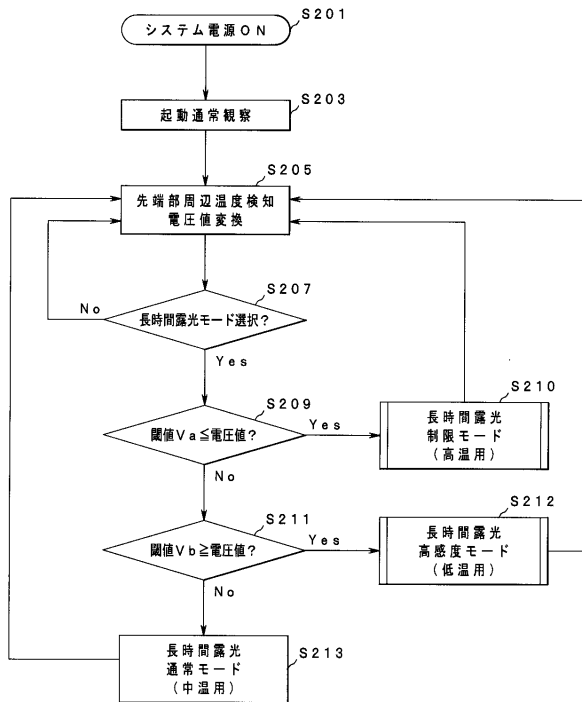 システム電源ON
S201
起動通常観察
S203
先端部周辺温度検知
電圧値変換
S205
長時間露光モード選択?
S207
No
Yes
閾値Va≦電圧値?
S209
Yes
No
長時間露光
制限モード
(高温用)
S210
閾値Vb≧電圧値?
S211
Yes
No
長時間露光
高感度モード
(低温用)
S212
長時間露光
通常モード
(中温用)
S213